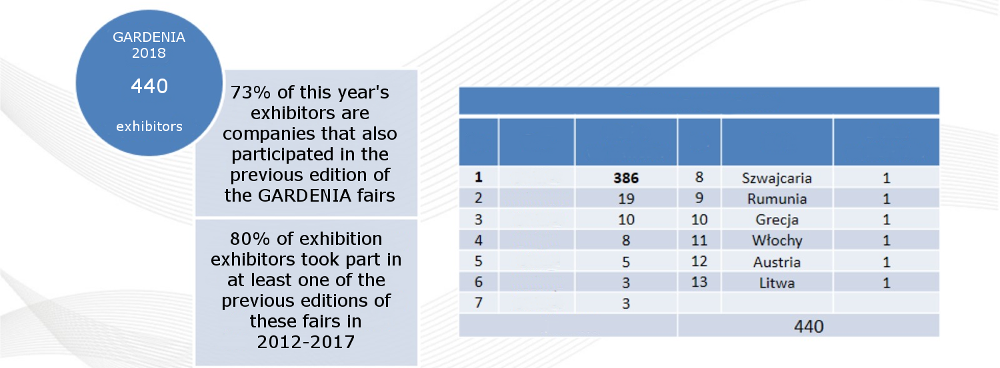 GARDENIA
2018
440
exhibitors
73% of this year's
exhibitors are
companies that also
participated in the
previous edition of
the GARDENIA fairs
80% of exhibition
exhibitors took part in
at least one of the
previous editions of
these fairs in
2012-2017
1 386 8 Szwajcaria 1
2 19 9 Rumunia 1
3 10 10 Grecja 1
4 8 11 Włochy 1
5 5 12 Austria 1
6 3 13 Litwa 1
7 3
440